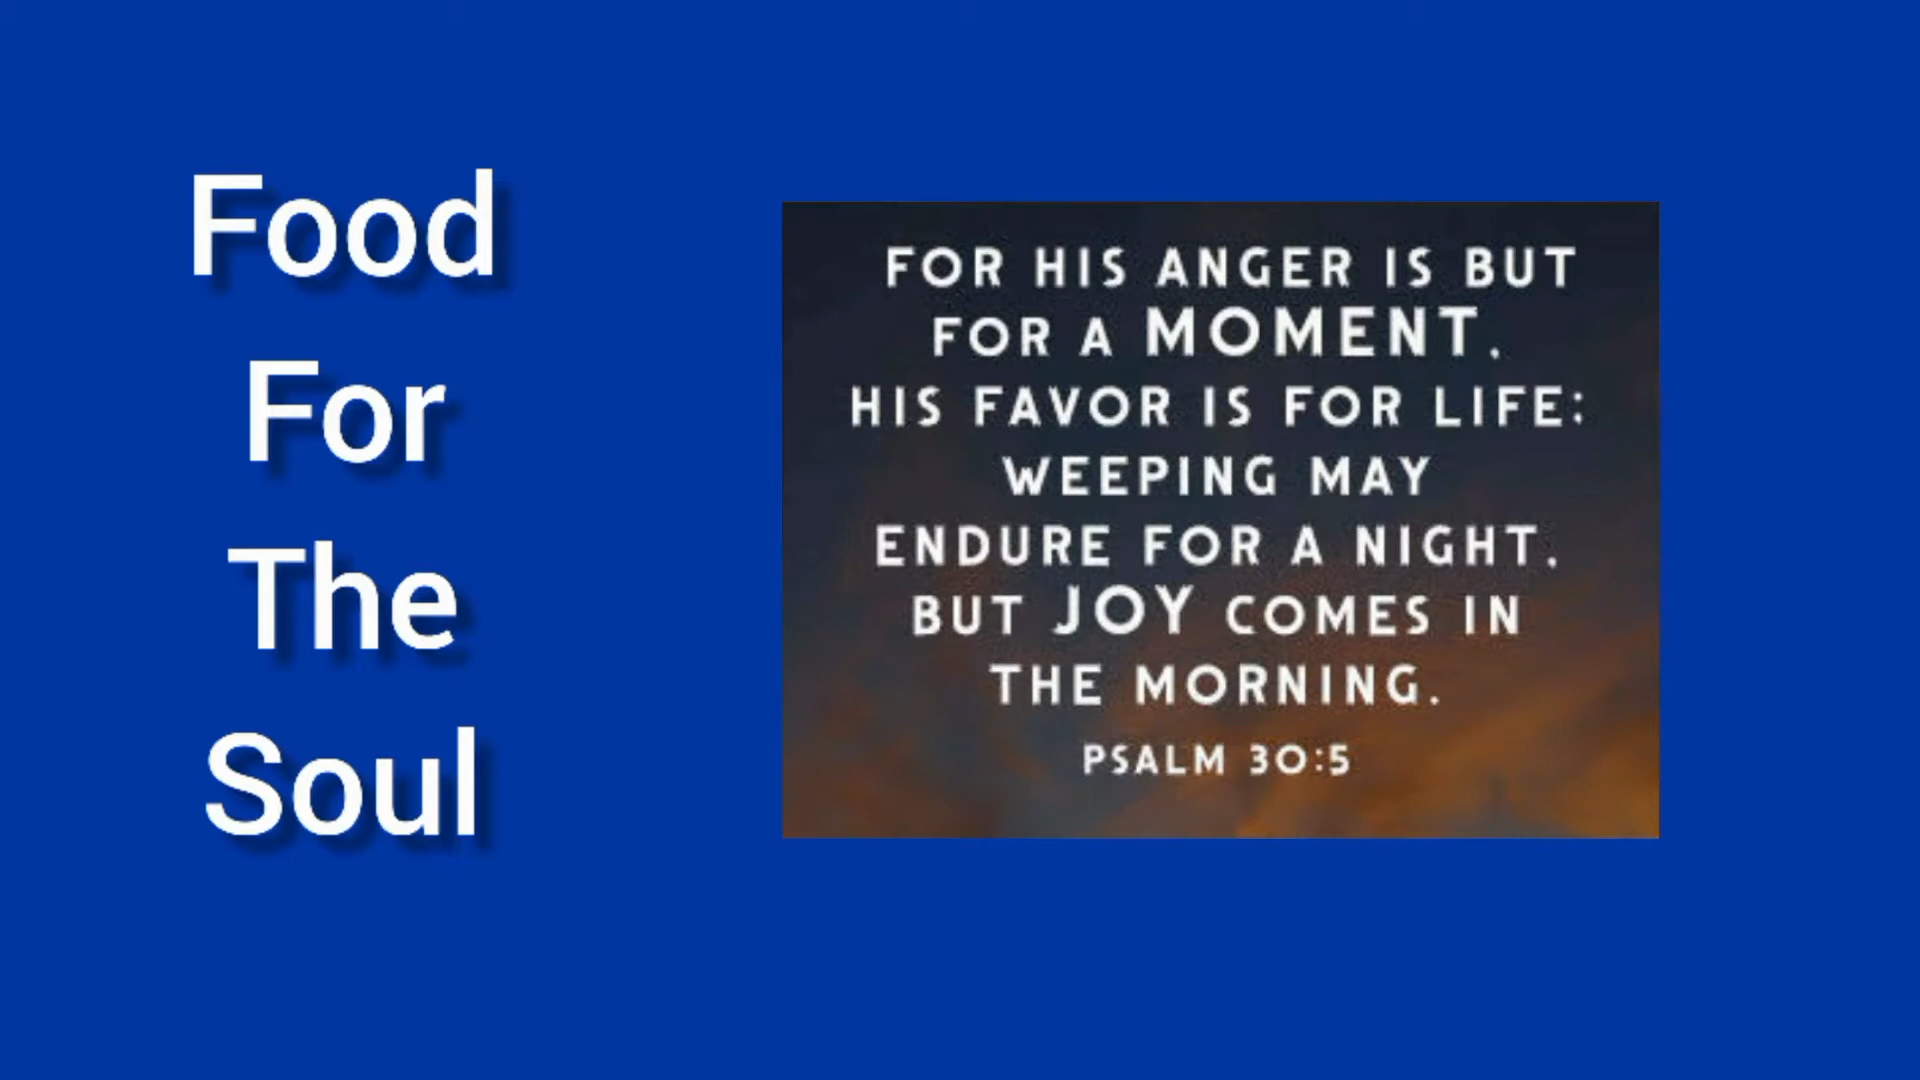 Food
For
The
Soul
FOR HIS ANGER IS BUT
FOR A MOMENT.
HIS FAVOR IS FOR LIFE:
WEEPING MAY
ENDURE FOR A NIGHT.
BUT JOY COMES IN
THE MORNING.
PSALM 30:5